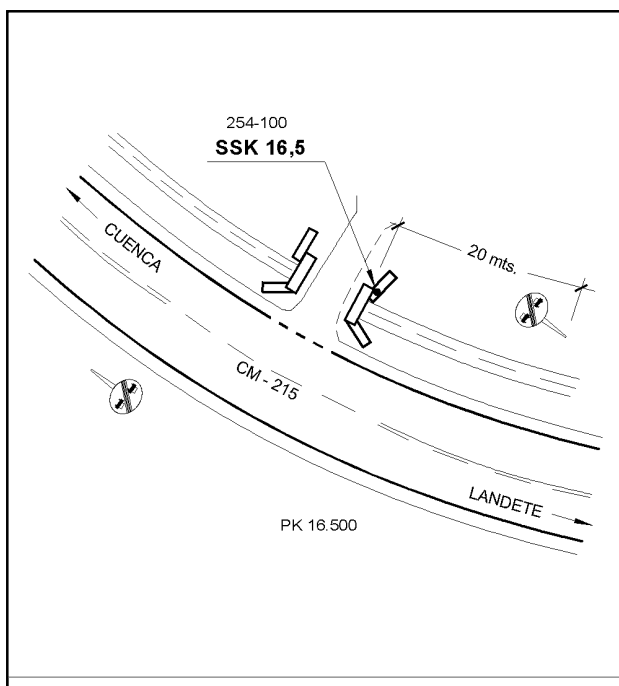 254-100
SSK 16,5
CUENCA
20 mts.
CM - 215
LANDETE
PK 16.500